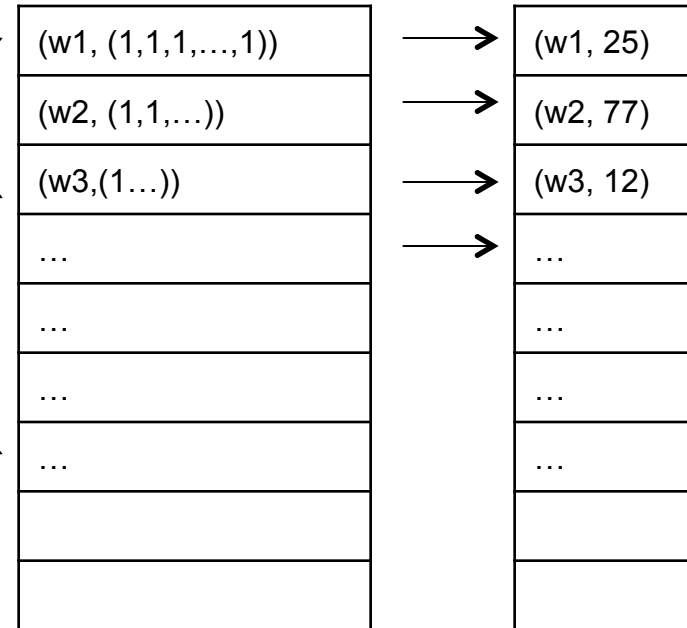 (w1, (1,1,1,…,1))
(w1, 25)
(w2, (1,1,…))
(w2, 77)
(w3,(1…))
(w3, 12)
…
…
…
…
…
…
…
…